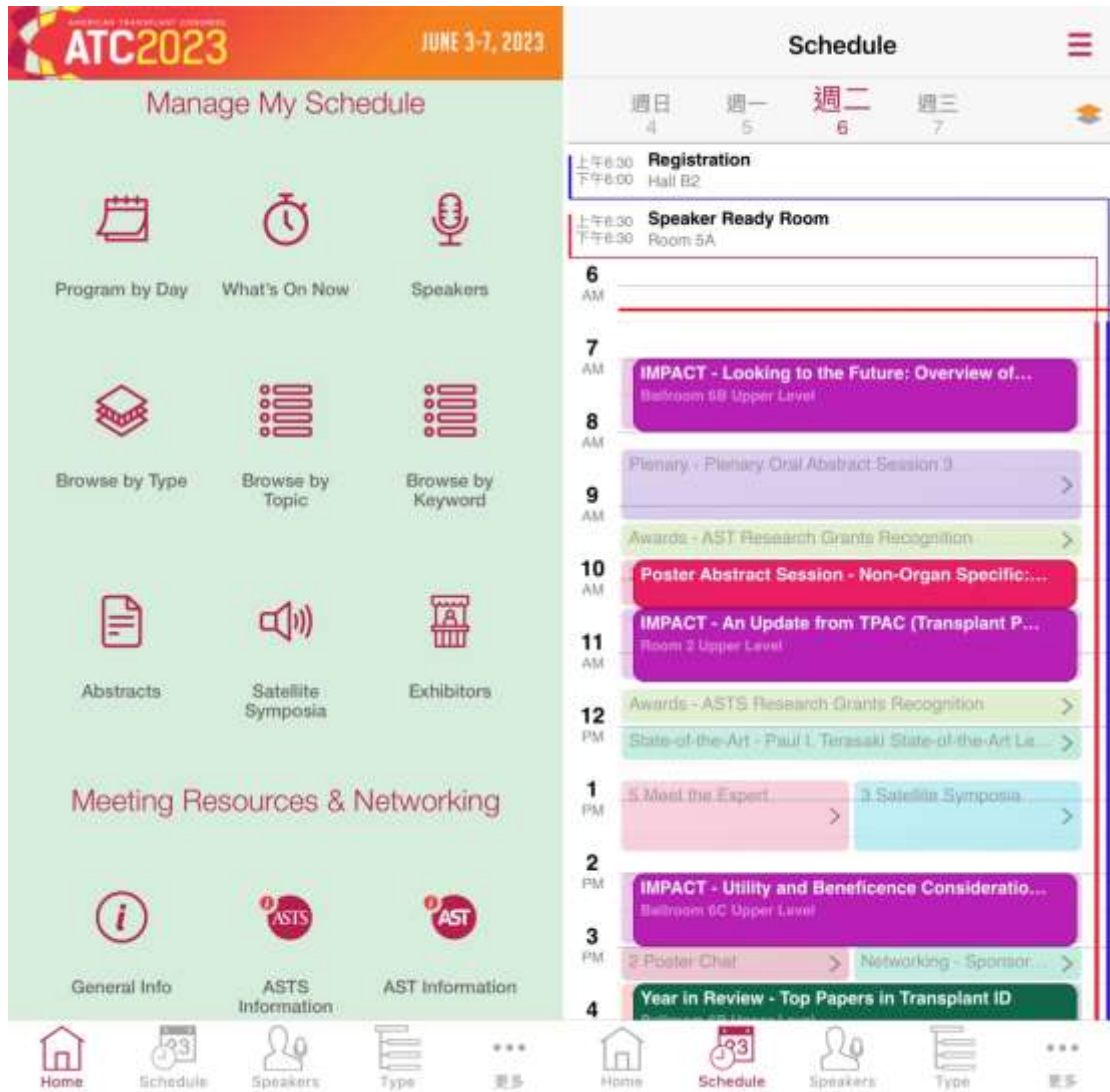 AMERICAN TRANSPLANT CONGRESS
ATC2023
JUNE 3-7, 2023
Manage My Schedule
Program by Day
What's On Now
Speakers
Browse by Type
Browse by
Topic
Browse by
Keyword
Abstracts
Satellite
Symposia
Exhibitors
Meeting Resources & Networking
General Info
ASTS
ASTS
Information
AST
AST Information
Home
23
Schedule
Speakers
Type
更多
Schedule
週日
4
週一
5
週二
6
週三
7
上午6:30
下午6:00
Registration
Hall B2
上午6:30
下午6:30
Speaker Ready Room
Room 5A
6
AM
7
AM
IMPACT - Looking to the Future: Overview of...
Ballroom 6B Upper Level
8
AM
Plenary - Plenary Oral Abstract Session 3
9
AM
Awards - AST Research Grants Recognition
10
AM
Poster Abstract Session - Non-Organ Specific:...
IMPACT - An Update from TPAC (Transplant P...
Room 2 Upper Level
11
AM
Awards - ASTS Research Grants Recognition
12
PM
State-of-the-Art - Paul I. Terasaki State-of-the-Art Le...
1
PM
5 Meet the Expert
3 Satellite Symposia
2
PM
IMPACT - Utility and Beneficence Consideratio...
Ballroom 6C Upper Level
3
PM
2 Poster Chat
Networking - Sponsor...
4
Year in Review - Top Papers in Transplant ID
Home
23
Schedule
Speakers
Type
更多